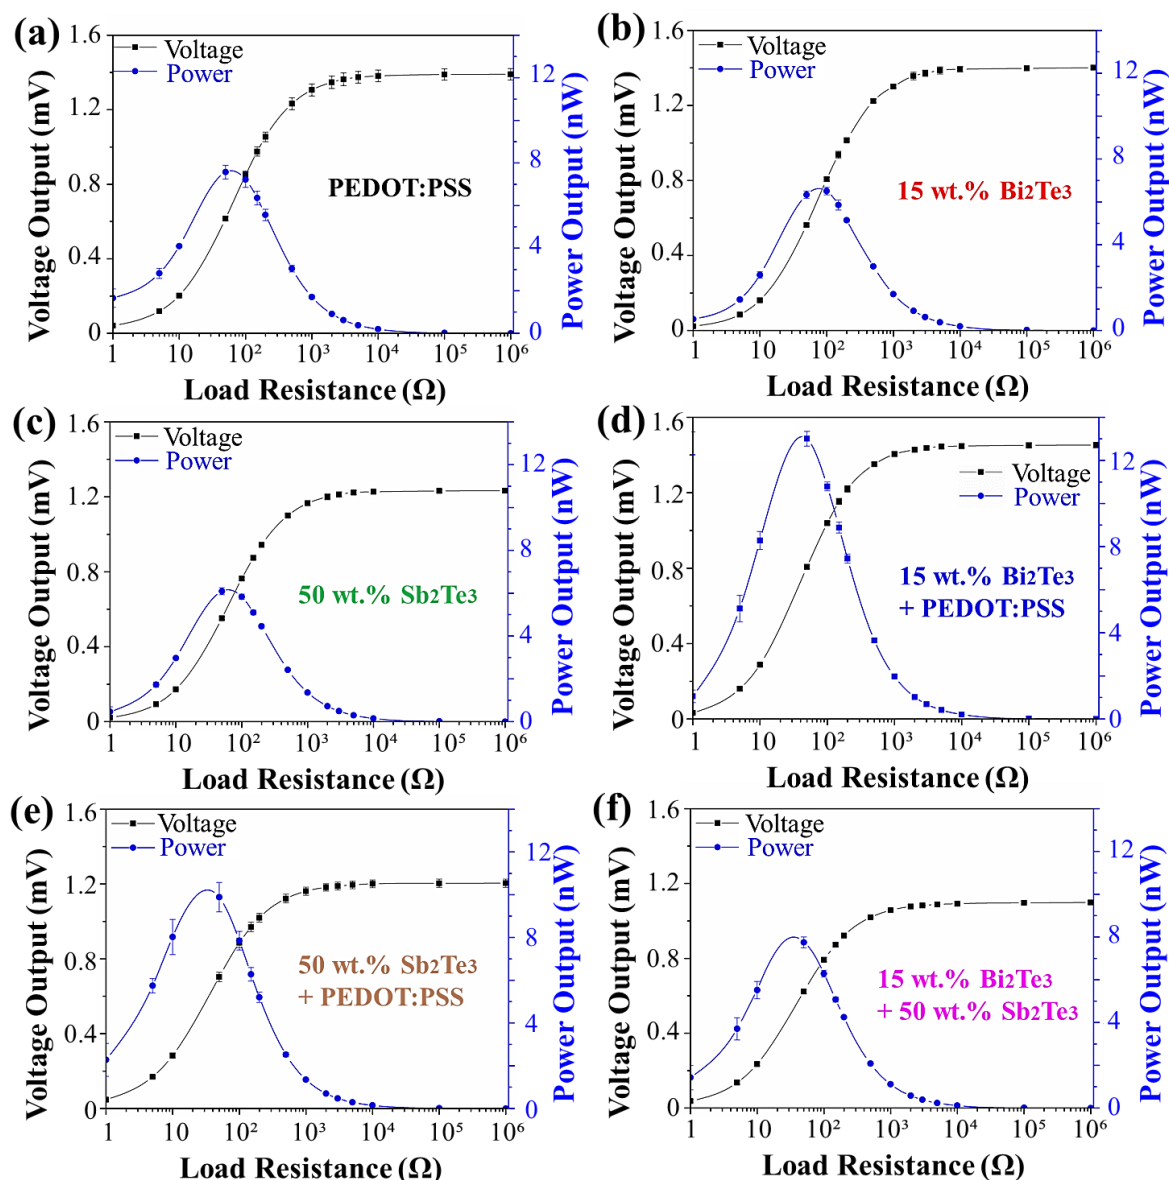 (a)
Voltage
Power
PEDOT:PSS
Voltage Output (mV)
1.6
1.2
0.8
0.4
0
Power Output (nW)
12
8
4
0
1 10 10² 10³ 10⁴ 10⁵ 10⁶
Load Resistance (Ω)
(b)
Voltage
Power
15 wt.% Bi2Te3
Voltage Output (mV)
1.6
1.2
0.8
0.4
0
Power Output (nW)
12
8
4
0
1 10 10² 10³ 10⁴ 10⁵ 10⁶
Load Resistance (Ω)
(c)
Voltage
Power
50 wt.% Sb2Te3
Voltage Output (mV)
1.6
1.2
0.8
0.4
0
Power Output (nW)
12
8
4
0
1 10 10² 10³ 10⁴ 10⁵ 10⁶
Load Resistance (Ω)
(d)
Voltage
Power
15 wt.% Bi2Te3
+ PEDOT:PSS
Voltage Output (mV)
1.6
1.2
0.8
0.4
0
Power Output (nW)
12
8
4
0
1 10 10² 10³ 10⁴ 10⁵ 10⁶
Load Resistance (Ω)
(e)
Voltage
Power
50 wt.% Sb2Te3
+ PEDOT:PSS
Voltage Output (mV)
1.6
1.2
0.8
0.4
0
Power Output (nW)
12
8
4
0
1 10 10² 10³ 10⁴ 10⁵ 10⁶
Load Resistance (Ω)
(f)
Voltage
Power
15 wt.% Bi2Te3
+ 50 wt.% Sb2Te3
Voltage Output (mV)
1.6
1.2
0.8
0.4
0
Power Output (nW)
12
8
4
0
1 10 10² 10³ 10⁴ 10⁵ 10⁶
Load Resistance (Ω)